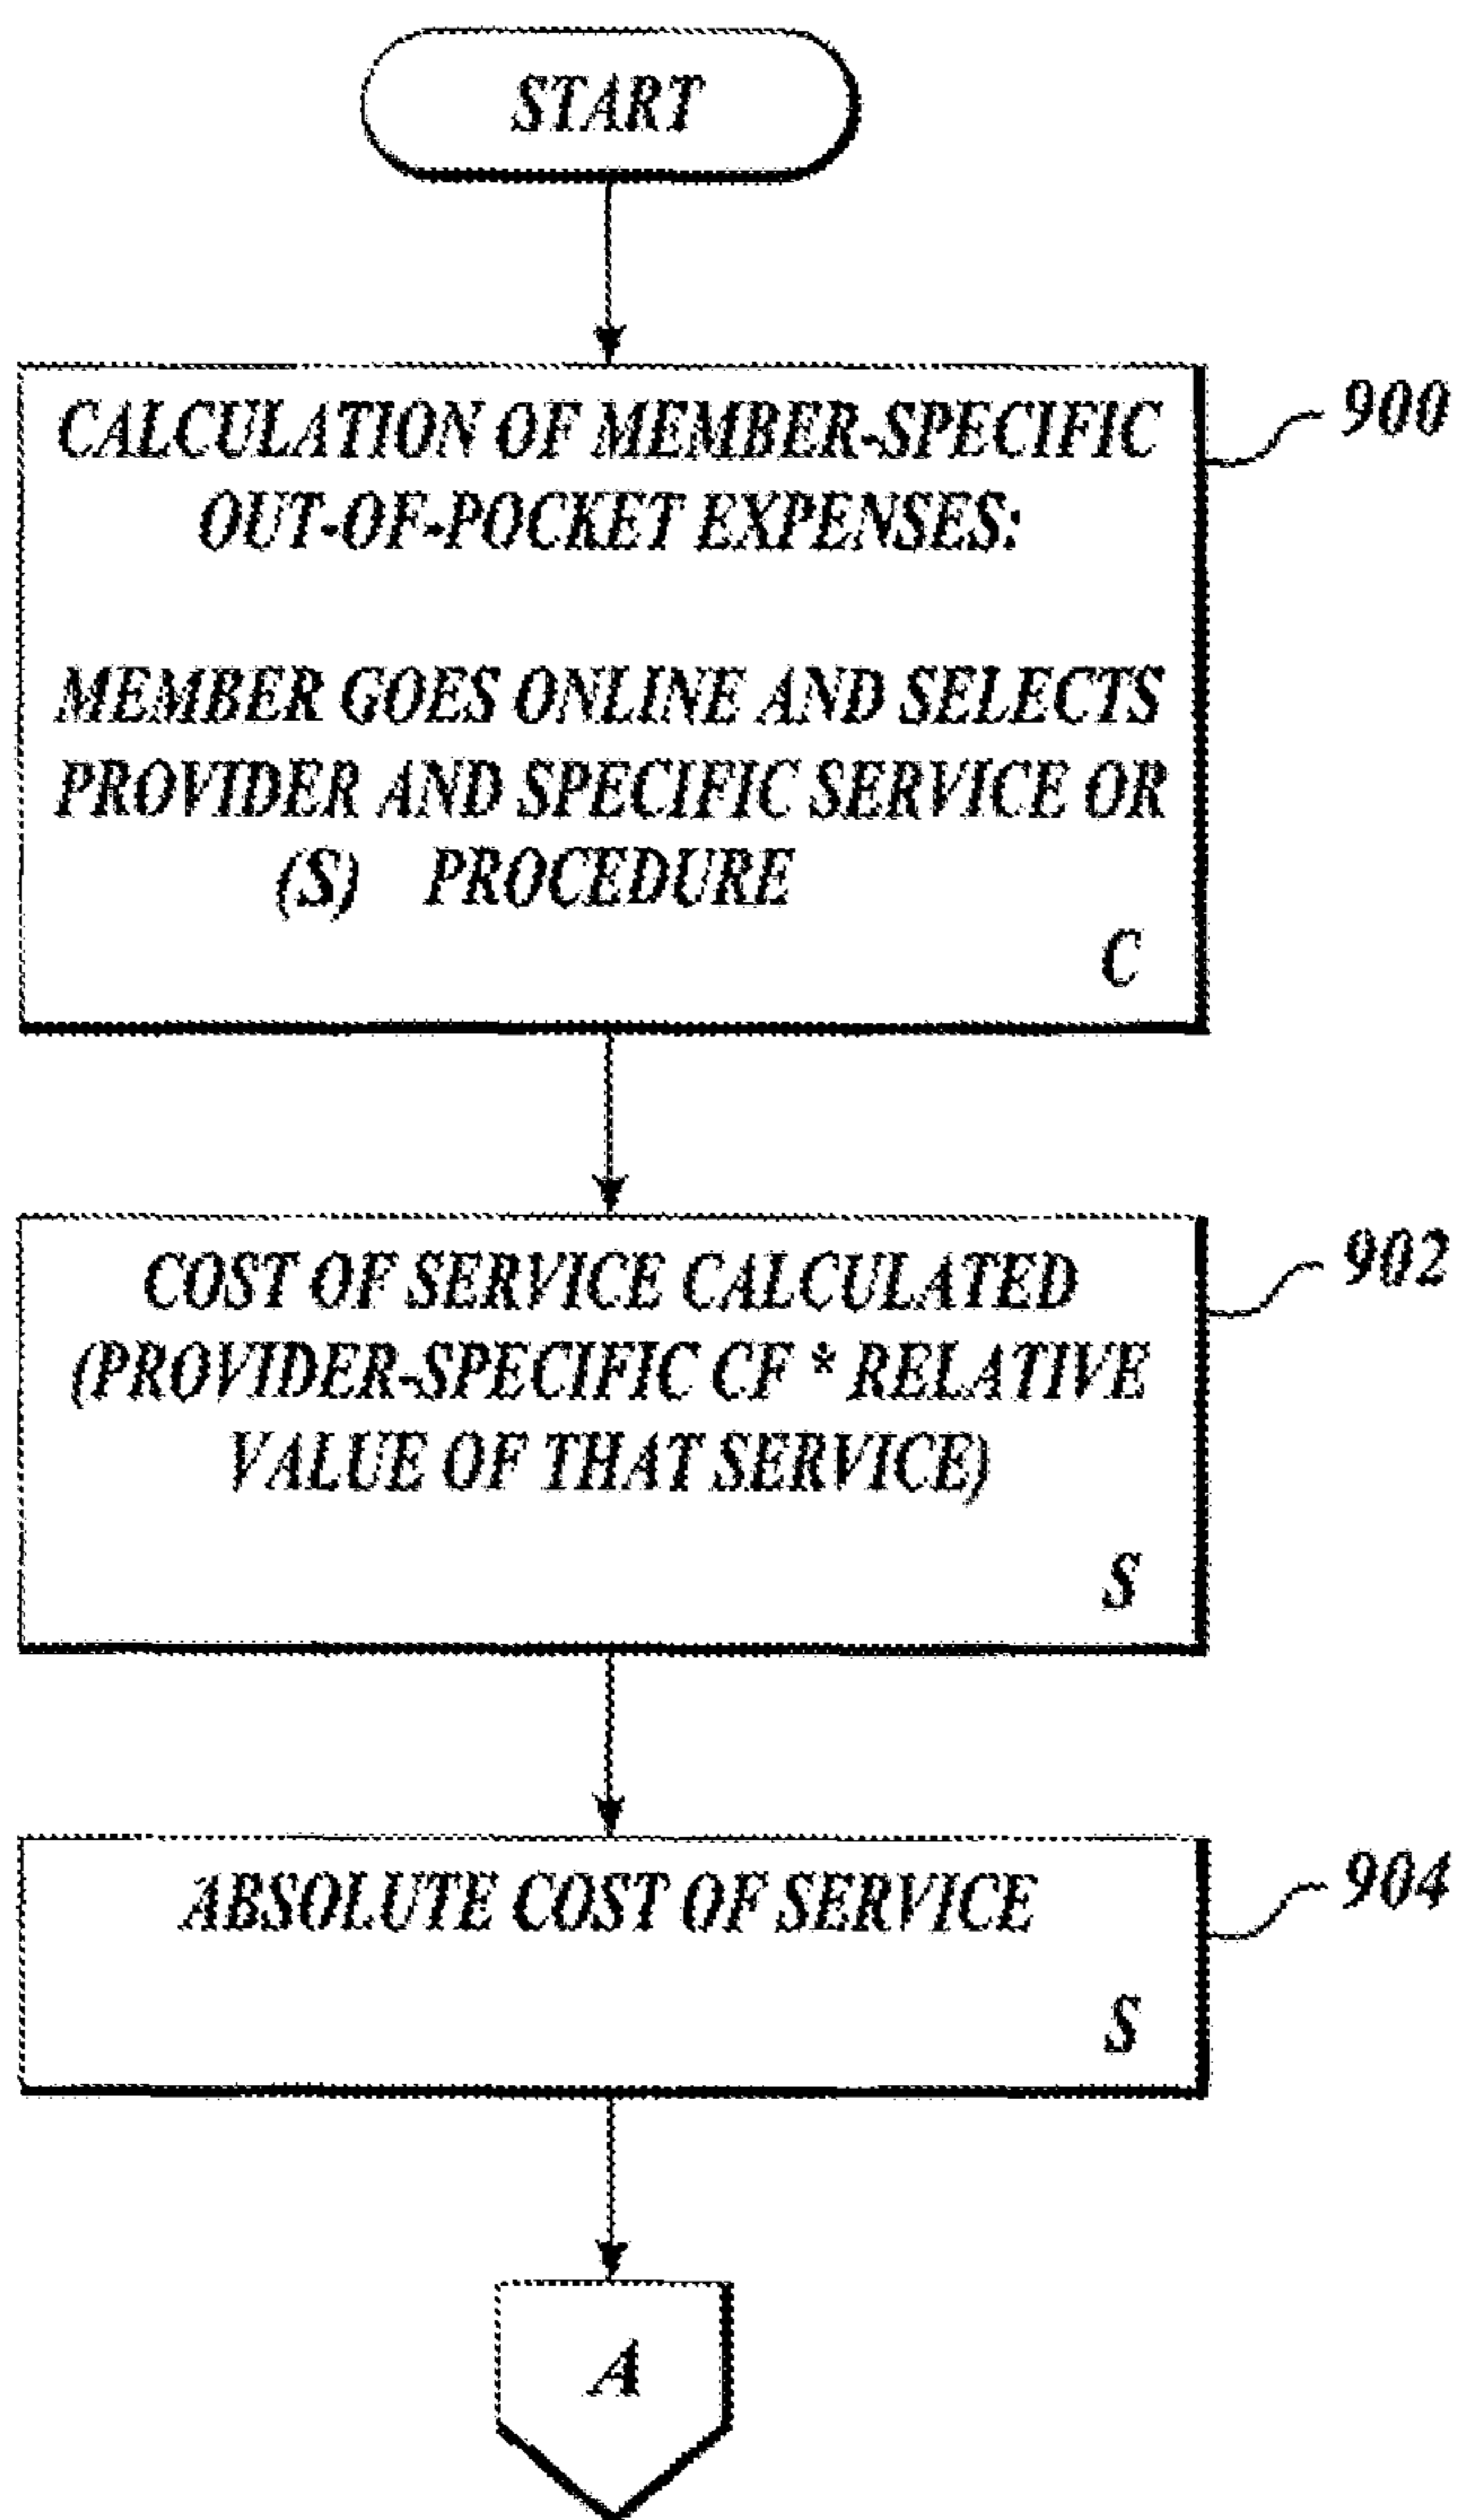 START
CALCULATION OF MEMBER-SPECIFIC
OUT-OF-POCKET EXPENSES:
900
MEMBER GOES ONLINE AND SELECTS
PROVIDER AND SPECIFIC SERVICE OR
(S) PROCEDURE
C
COST OF SERVICE CALCULATED
902
(PROVIDER-SPECIFIC CF * RELATIVE
VALUE OF THAT SERVICE)
S
ABSOLUTE COST OF SERVICE
904
S
A